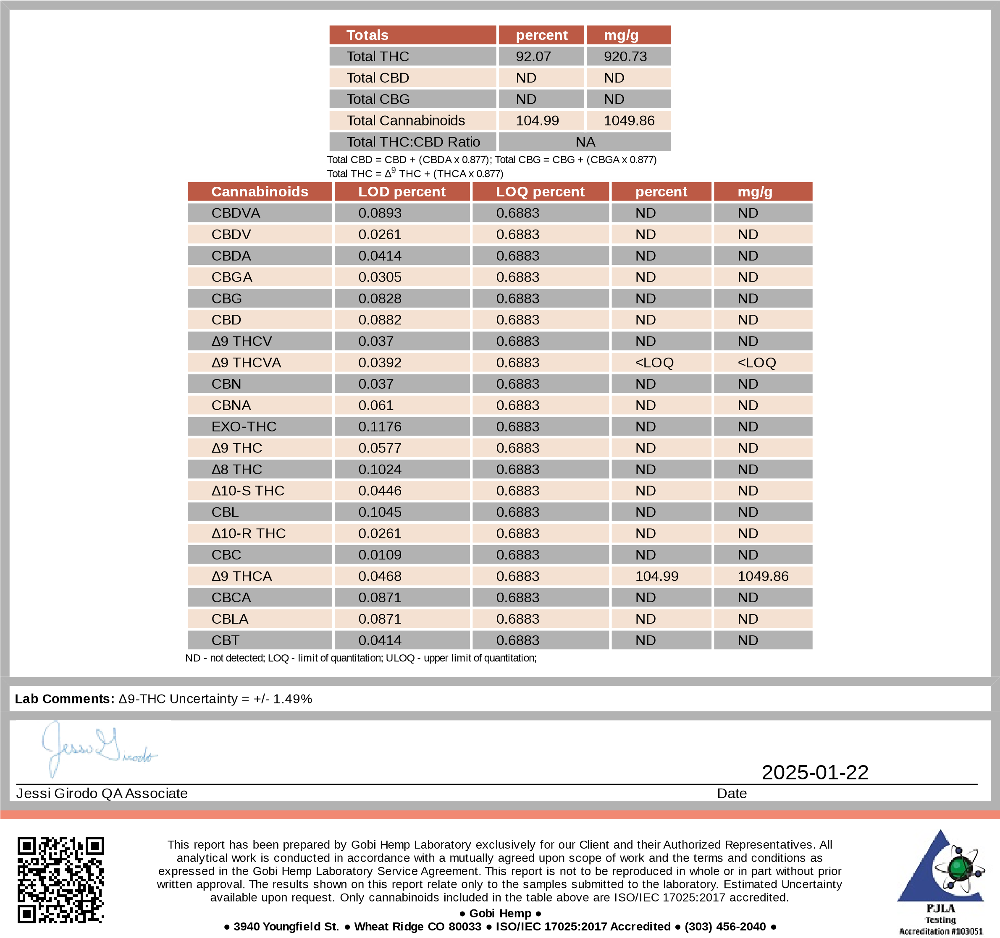 Totals percent mg/g
Total THC 92.07 920.73
Total CBD ND ND
Total CBG ND ND
Total Cannabinoids 104.99 1049.86
Total THC:CBD Ratio NA
Total CBD = CBD + (CBDA x 0.877); Total CBG = CBG + (CBGA x 0.877)
Total THC = Δ⁹ THC + (THCA x 0.877)
Cannabinoids LOD percent LOQ percent percent mg/g
CBDVA 0.0893 0.6883 ND ND
CBDV 0.0261 0.6883 ND ND
CBDA 0.0414 0.6883 ND ND
CBGA 0.0305 0.6883 ND ND
CBG 0.0828 0.6883 ND ND
CBD 0.0882 0.6883 ND ND
Δ9 THCV 0.037 0.6883 ND ND
Δ9 THCVA 0.0392 0.6883 <LOQ <LOQ
CBN 0.037 0.6883 ND ND
CBNA 0.061 0.6883 ND ND
EXO-THC 0.1176 0.6883 ND ND
Δ9 THC 0.0577 0.6883 ND ND
Δ8 THC 0.1024 0.6883 ND ND
Δ10-S THC 0.0446 0.6883 ND ND
CBL 0.1045 0.6883 ND ND
Δ10-R THC 0.0261 0.6883 ND ND
CBC 0.0109 0.6883 ND ND
Δ9 THCA 0.0468 0.6883 104.99 1049.86
CBCA 0.0871 0.6883 ND ND
CBLA 0.0871 0.6883 ND ND
CBT 0.0414 0.6883 ND ND
ND - not detected; LOQ - limit of quantitation; ULOQ - upper limit of quantitation;
Lab Comments: Δ9-THC Uncertainty = +/- 1.49%
Jessi Girodo
2025-01-22
Jessi Girodo QA Associate Date
This report has been prepared by Gobi Hemp Laboratory exclusively for our Client and their Authorized Representatives. All
analytical work is conducted in accordance with a mutually agreed upon scope of work and the terms and conditions as
expressed in the Gobi Hemp Laboratory Service Agreement. This report is not to be reproduced in whole or in part without prior
written approval. The results shown on this report relate only to the samples submitted to the laboratory. Estimated Uncertainty
available upon request. Only cannabinoids included in the table above are ISO/IEC 17025:2017 accredited.
● Gobi Hemp ●
● 3940 Youngfield St. ● Wheat Ridge CO 80033 ● ISO/IEC 17025:2017 Accredited ● (303) 456-2040 ●
PJLA
Testing
Accreditation #103051